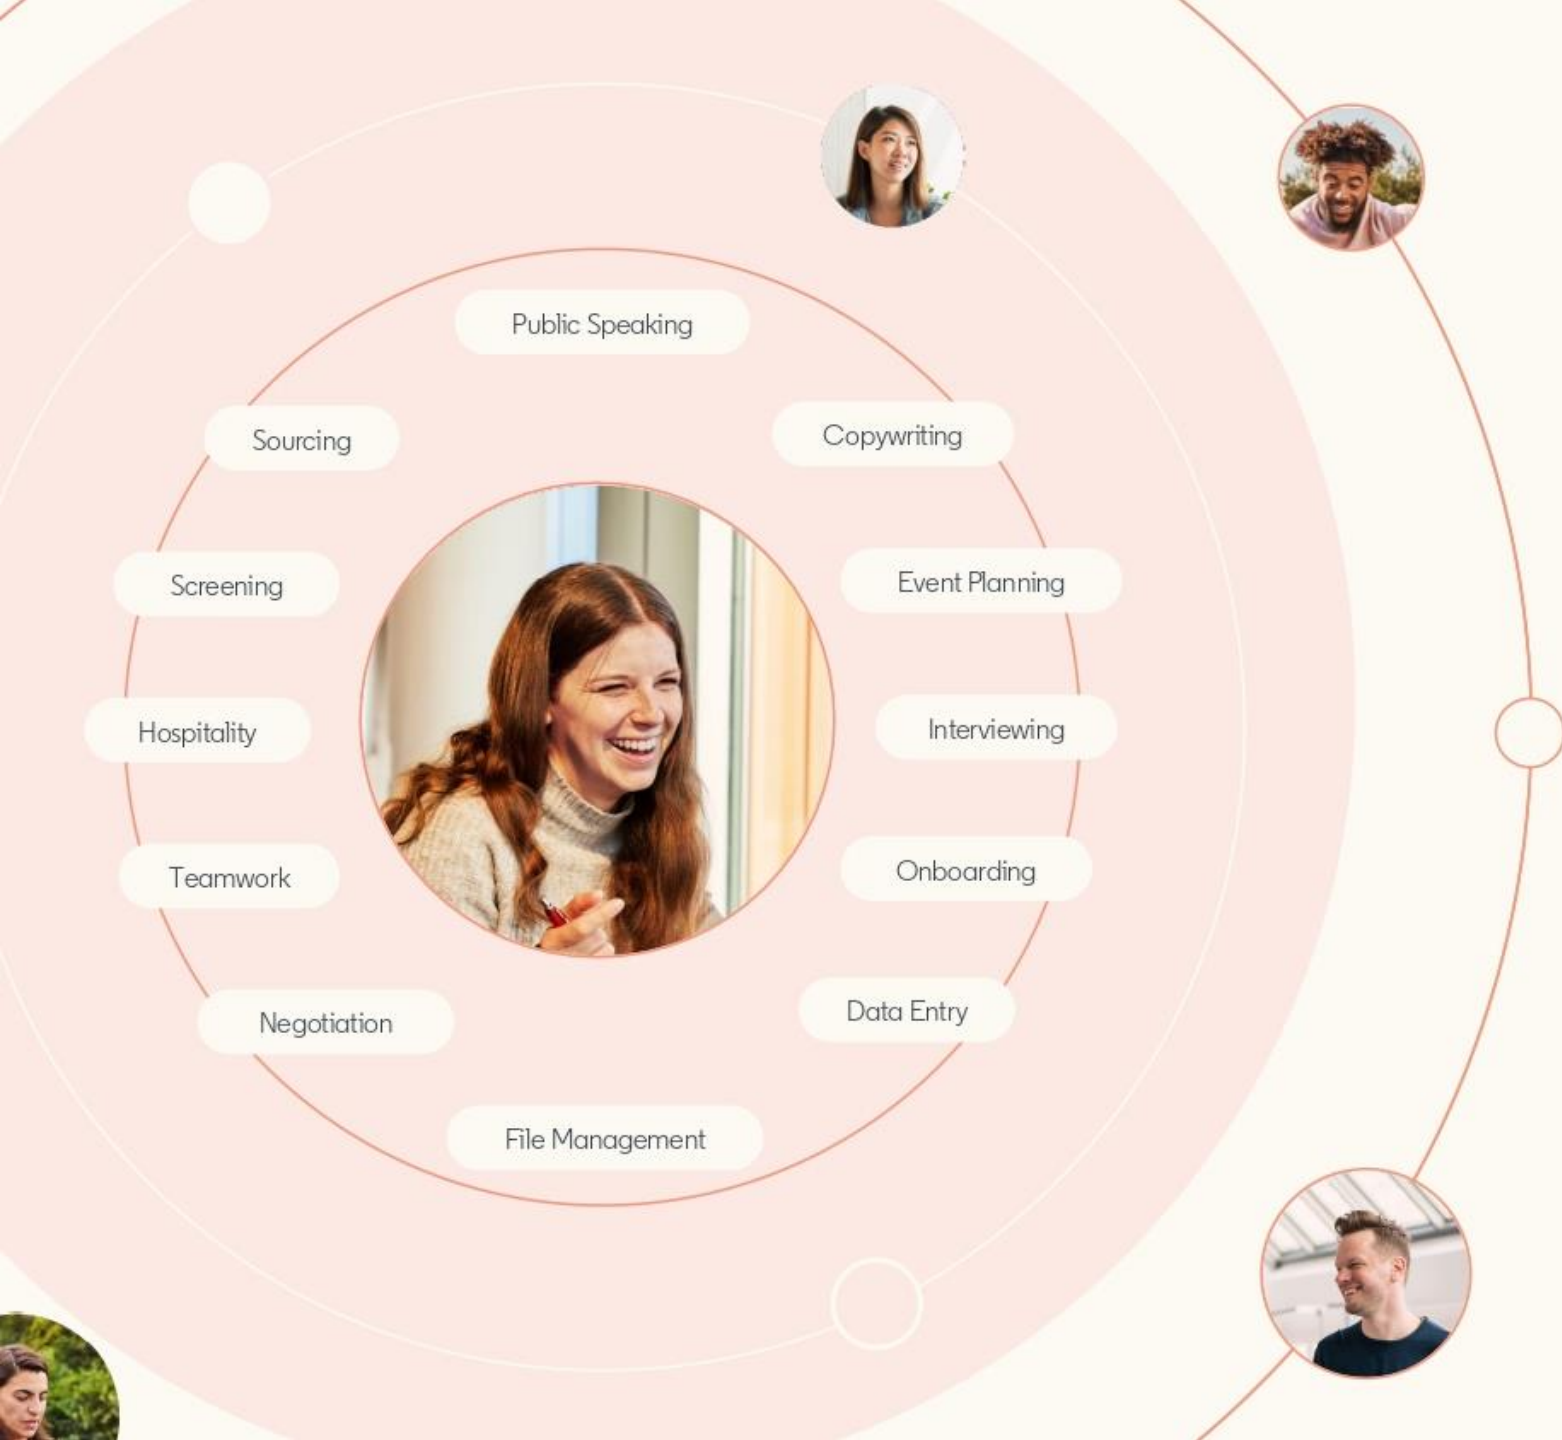 Public Speaking
Sourcing
Copywriting
Screening
Event Planning
Hospitality
Interviewing
Teamwork
Onboarding
Negotiation
Data Entry
File Management